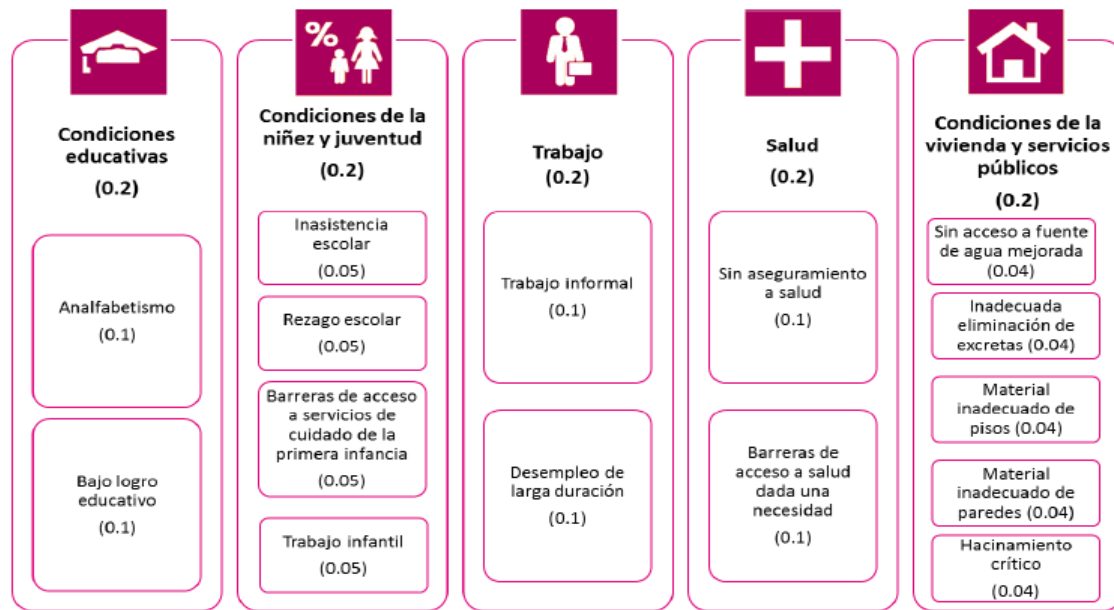 Condiciones
educativas
(0.2)
Analfabetismo
(0.1)
Bajo logro
educativo
(0.1)
%
Condiciones de la
niñez y juventud
(0.2)
Inasistencia
escolar
(0.05)
Rezago escolar
(0.05)
Barreras de acceso
a servicios de
cuidado de la
primera infancia
(0.05)
Trabajo infantil
(0.05)
Trabajo
(0.2)
Trabajo informal
(0.1)
Desempleo de
larga duración
(0.1)
Salud
(0.2)
Sin aseguramiento
a salud
(0.1)
Barreras de
acceso a salud
dada una
necesidad
(0.1)
Condiciones de la
vivienda y servicios
públicos
(0.2)
Sin acceso a fuente
de agua mejorada
(0.04)
Inadecuada
eliminación de
excretas (0.04)
Material
inadecuado de
pisos (0.04)
Material
inadecuado de
paredes (0.04)
Hacinamiento
crítico
(0.04)